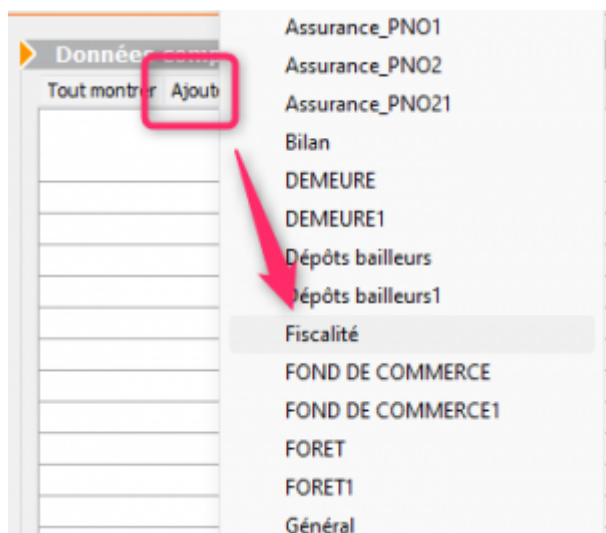 Données
Tout montrer Ajout
Assurance_PNO1
Assurance_PNO2
Assurance_PNO21
Bilan
DEMEURE
DEMEURE1
Dépôts bailleurs
Dépôts bailleurs1
Fiscalité
FOND DE COMMERCE
FOND DE COMMERCE1
FORET
FORET1
Général